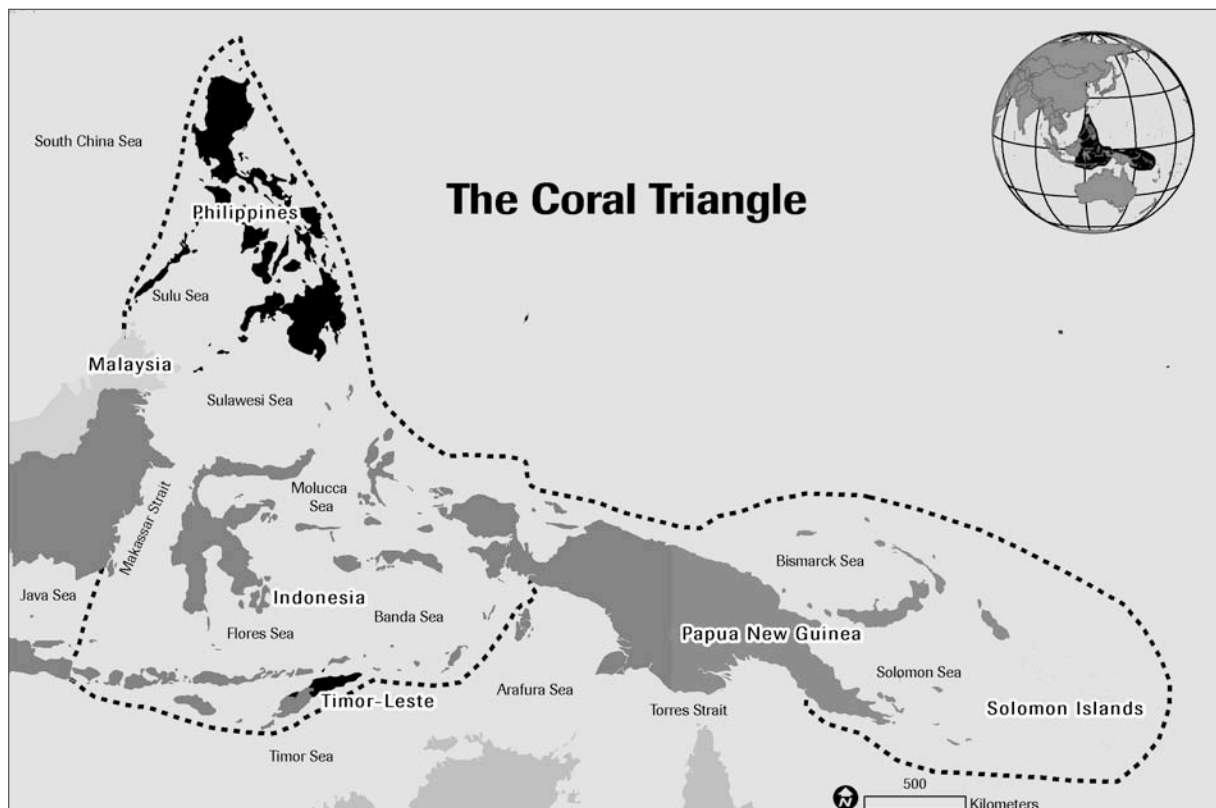 The Coral Triangle
South China Sea
Philippines
Sulu Sea
Malaysia
Sulawesi Sea
Makassar Strait
Molucca
Sea
Java Sea
Indonesia
Flores Sea
Banda Sea
Timor-Leste
Timor Sea
Arafura Sea
Torres Strait
Bismarck Sea
Papua New Guinea
Solomon Sea
Solomon Islands
N
500
Kilometers